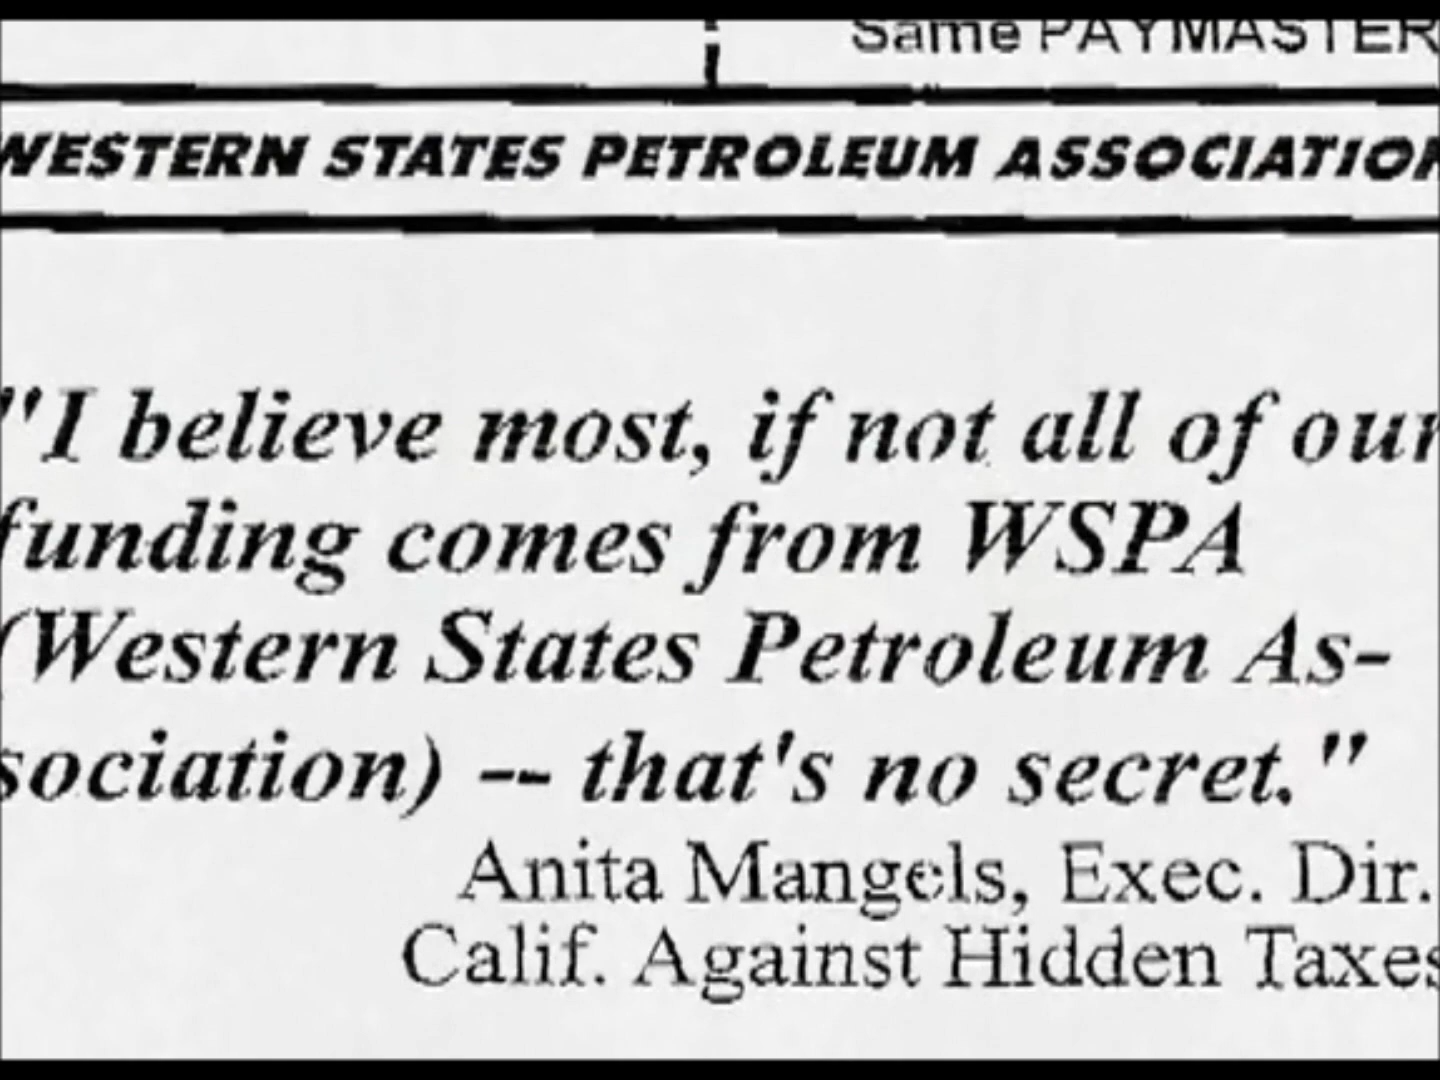 Same PAYMASTER
WESTERN STATES PETROLEUM ASSOCIATION
"I believe most, if not all of our
funding comes from WSPA
(Western States Petroleum As-
sociation) -- that's no secret."
Anita Mangels, Exec. Dir.
Calif. Against Hidden Taxes